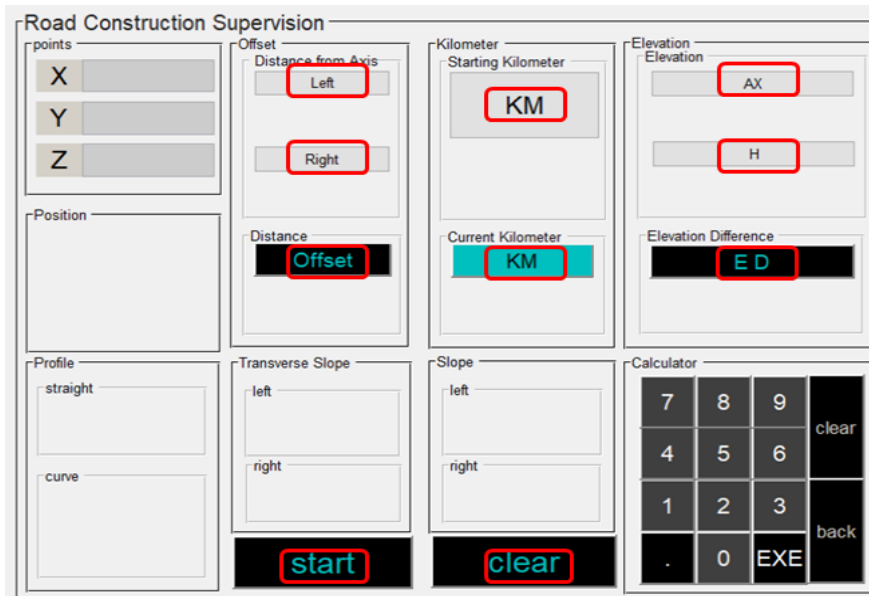 Road Construction Supervision
points
X
Y
Z
Position
Offset
Distance from Axis
Left
Right
Distance
Offset
Kilometer
Starting Kilometer
KM
Current Kilometer
KM
Elevation
Elevation
AX
H
Elevation Difference
E D
Profile
straight
curve
Transverse Slope
left
right
start
Slope
left
right
clear
Calculator
7 8 9
clear
4 5 6
1 2 3
back
. 0 EXE